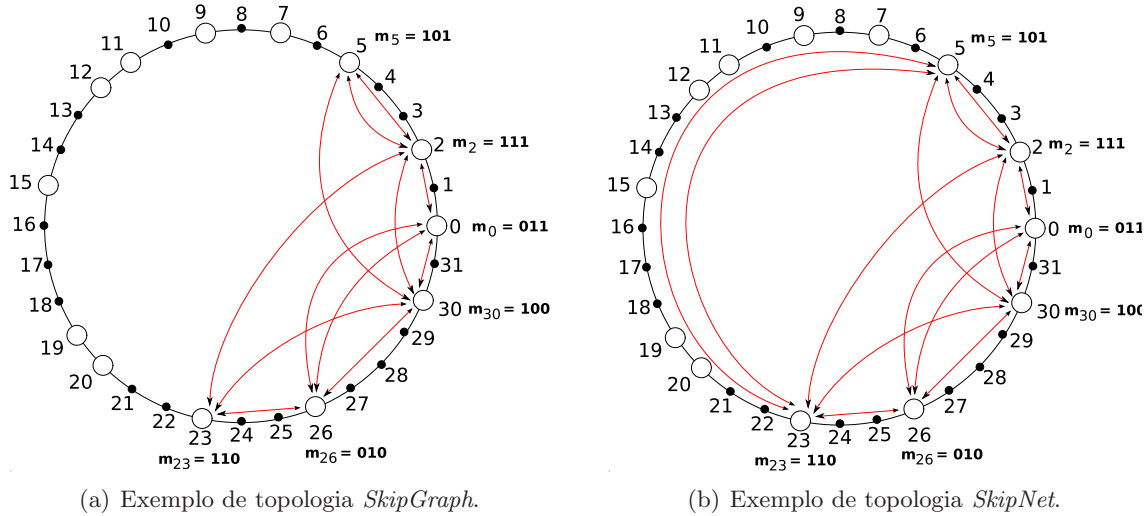 9 8 7
10 6
11 5 m5 = 101
12 4
13 3
14 2 m2 = 111
15 1
16 0 m0 = 011
17 31
18 30 m30 = 100
19 29
20 28
21 27
22 23 24 25 26
m23 = 110 m26 = 010
(a) Exemplo de topologia SkipGraph.
9 8 7
10 6
11 5 m5 = 101
12 4
13 3
14 2 m2 = 111
15 1
16 0 m0 = 011
17 31
18 30 m30 = 100
19 29
20 28
21 27
22 23 24 25 26
m23 = 110 m26 = 010
(b) Exemplo de topologia SkipNet.